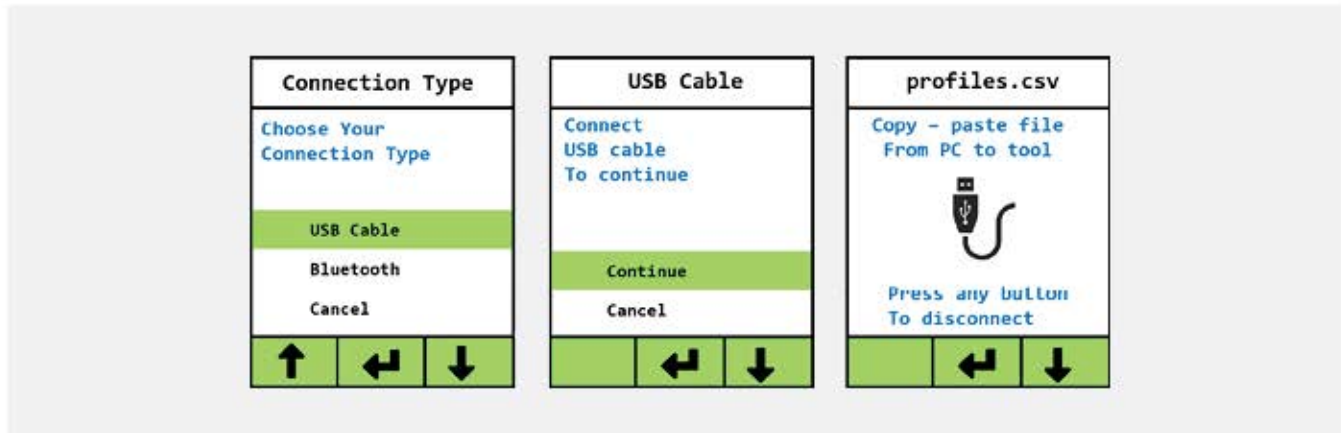 Connection Type
Choose Your
Connection Type
USB Cable
Bluetooth
Cancel
USB Cable
Connect
USB cable
To continue
Continue
Cancel
profiles.csv
Copy – paste file
From PC to tool
Press any button
To disconnect